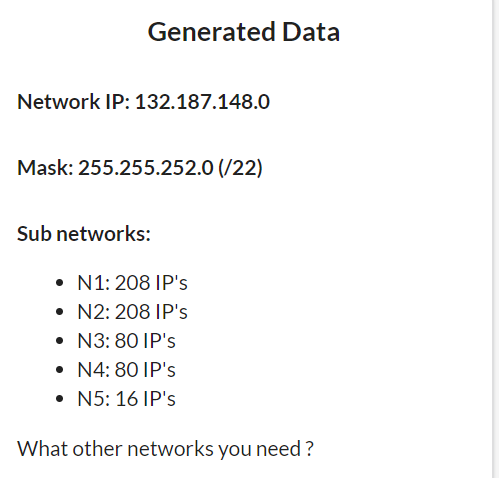 Generated Data
Network IP: 132.187.148.0
Mask: 255.255.252.0 (/22)
Sub networks:
• N1: 208 IP's
• N2: 208 IP's
• N3: 80 IP's
• N4: 80 IP's
• N5: 16 IP's
What other networks you need ?